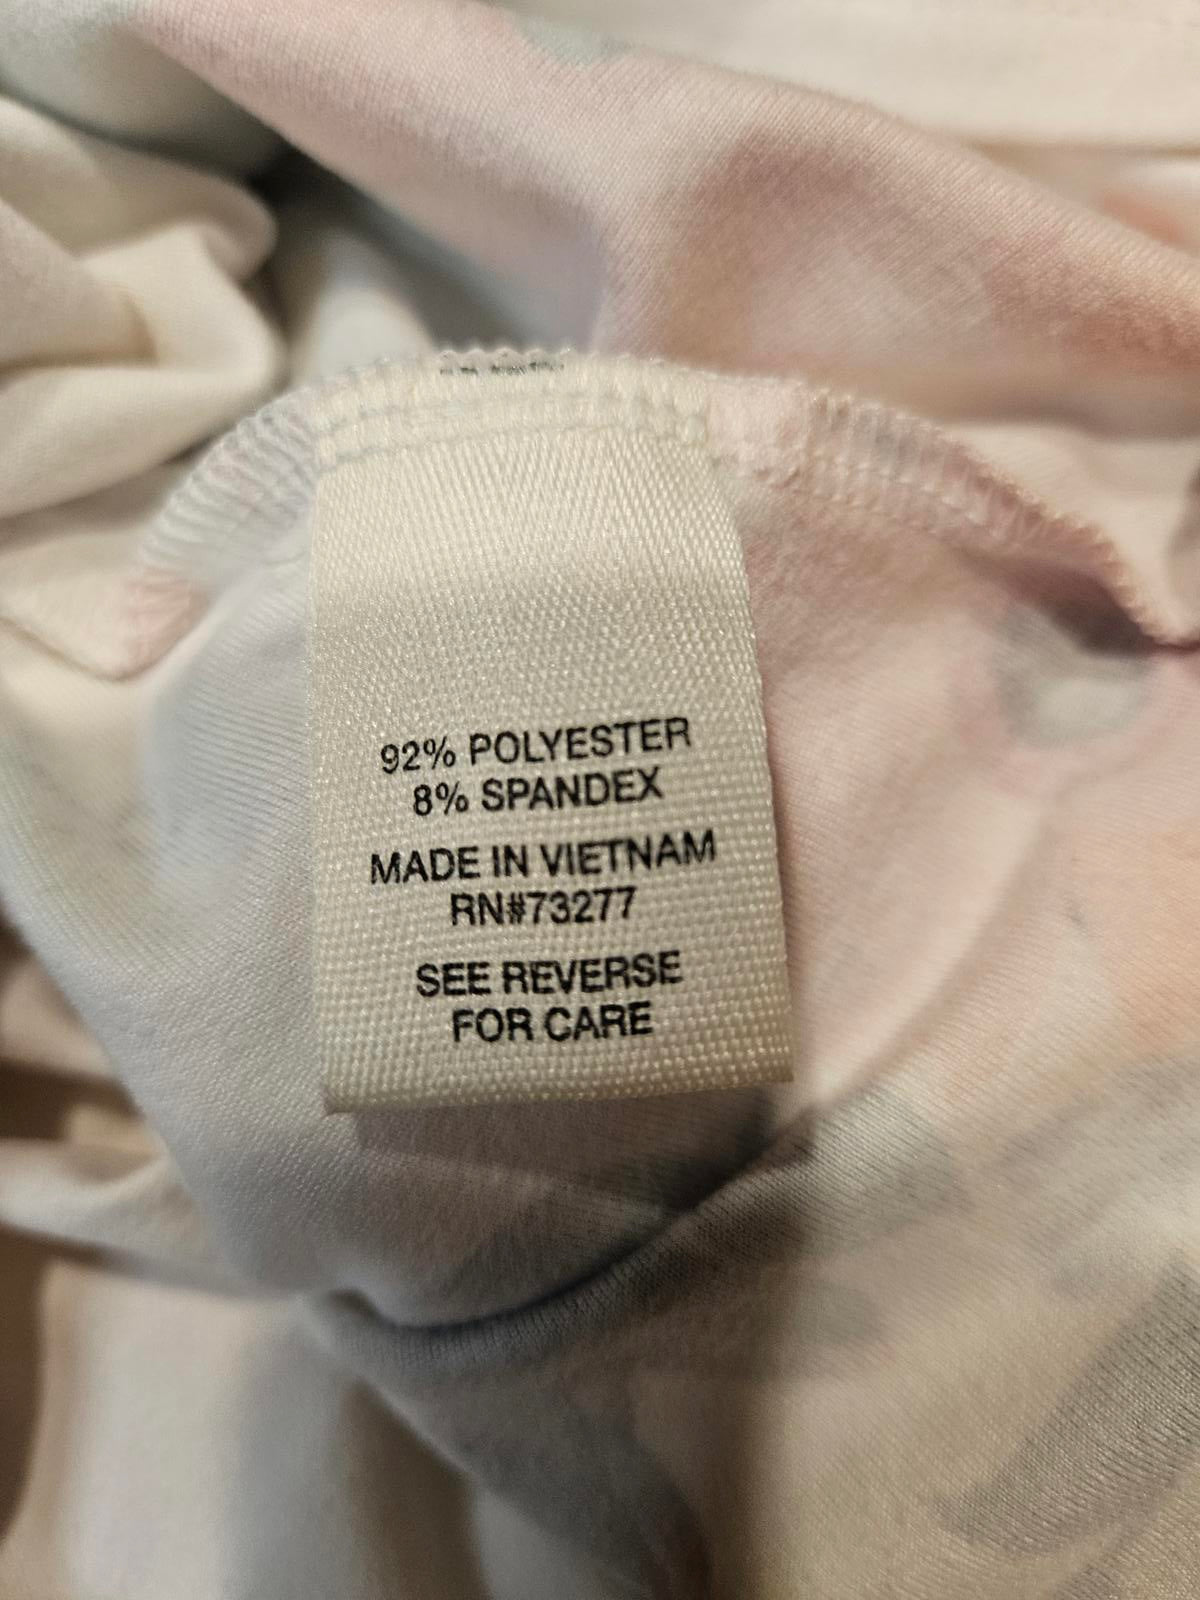 92% POLYESTER
8% SPANDEX
MADE IN VIETNAM
RN#73277
SEE REVERSE
FOR CARE